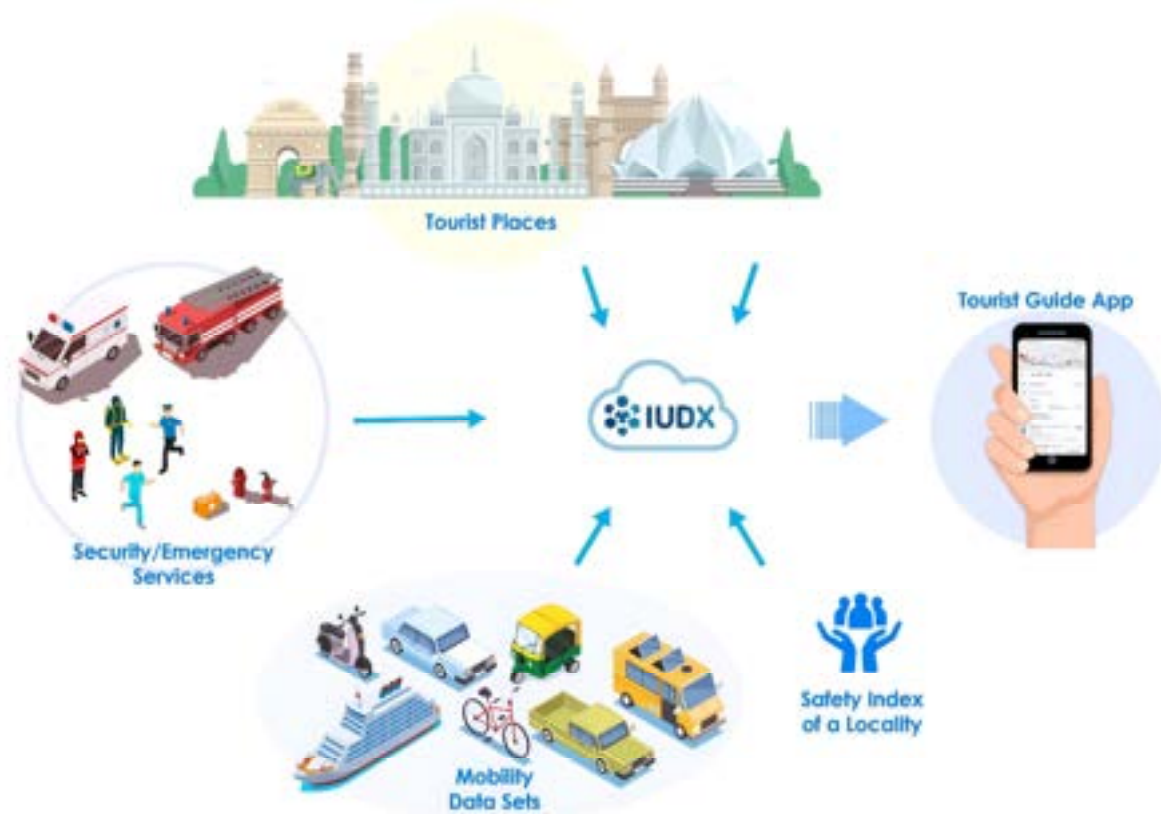 Tourist Places
Tourist Guide App
IUDX
Security/Emergency
Services
Safety Index
of a Locality
Mobility
Data Sets